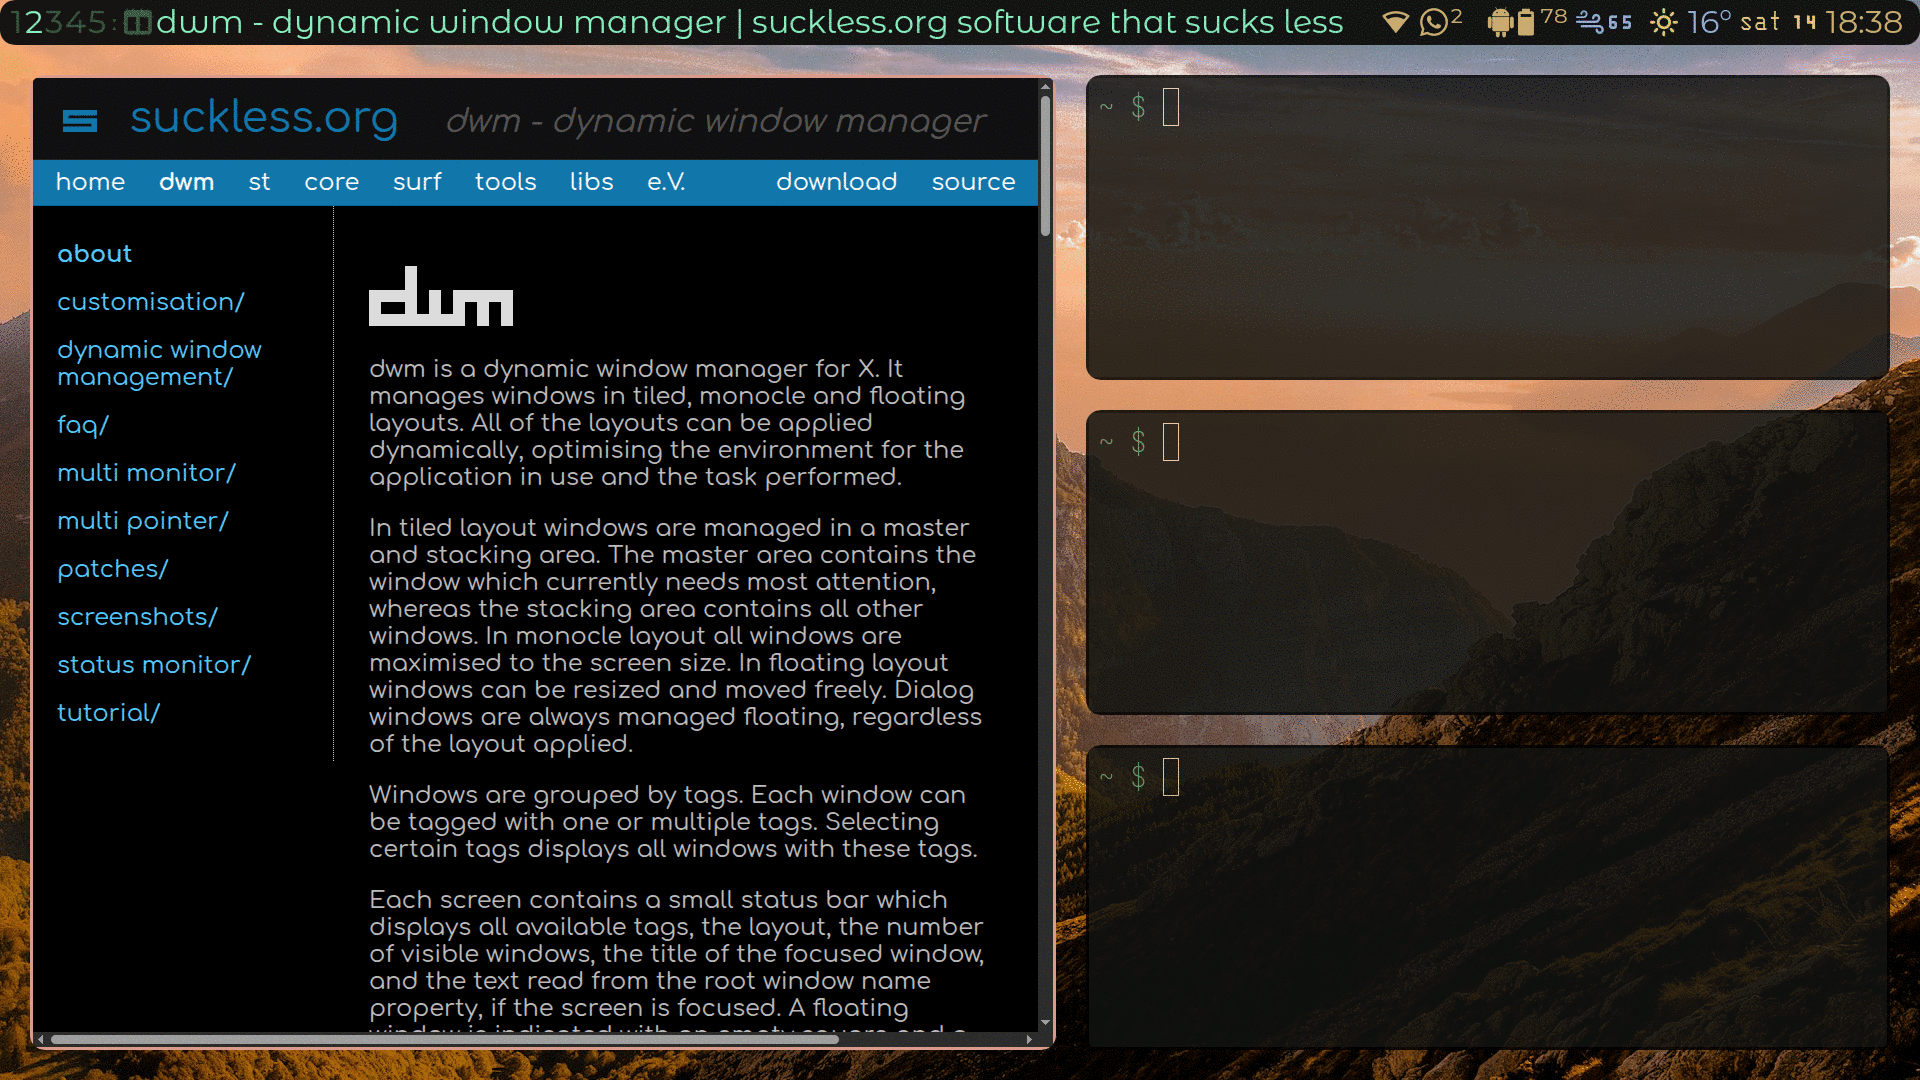 12345: dwm - dynamic window manager | suckless.org software that sucks less 2 78 65 16° sat 14 18:38
suckless.org dwm - dynamic window manager
home dwm st core surf tools libs e.V. download source
about
customisation/
dynamic window
management/
faq/
multi monitor/
multi pointer/
patches/
screenshots/
status monitor/
tutorial/
dwm
dwm is a dynamic window manager for X. It
manages windows in tiled, monocle and floating
layouts. All of the layouts can be applied
dynamically, optimising the environment for the
application in use and the task performed.
In tiled layout windows are managed in a master
and stacking area. The master area contains the
window which currently needs most attention,
whereas the stacking area contains all other
windows. In monocle layout all windows are
maximised to the screen size. In floating layout
windows can be resized and moved freely. Dialog
windows are always managed floating, regardless
of the layout applied.
Windows are grouped by tags. Each window can
be tagged with one or multiple tags. Selecting
certain tags displays all windows with these tags.
Each screen contains a small status bar which
displays all available tags, the layout, the number
of visible windows, the title of the focused window,
and the text read from the root window name
property, if the screen is focused. A floating
window is indicated with an empty square and a
~ $
~ $
~ $